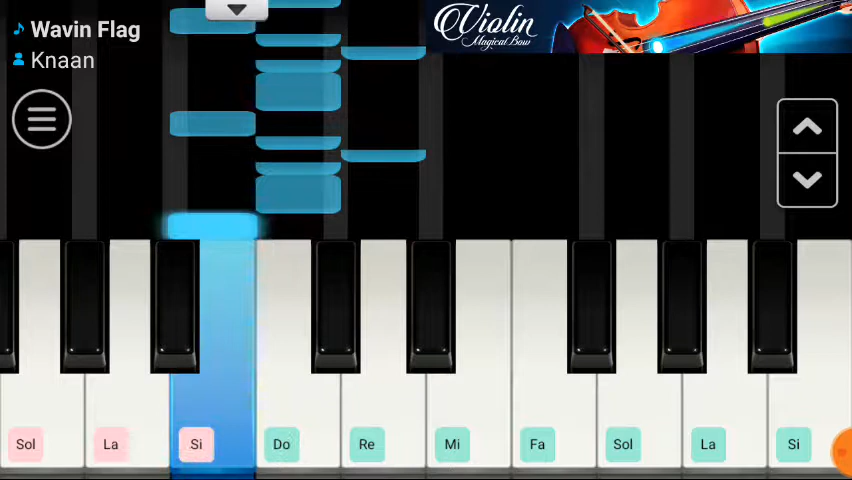 Wavin Flag
Knaan
Violin
Magical Bow
Sol La Si Do Re Mi Fa Sol La Si